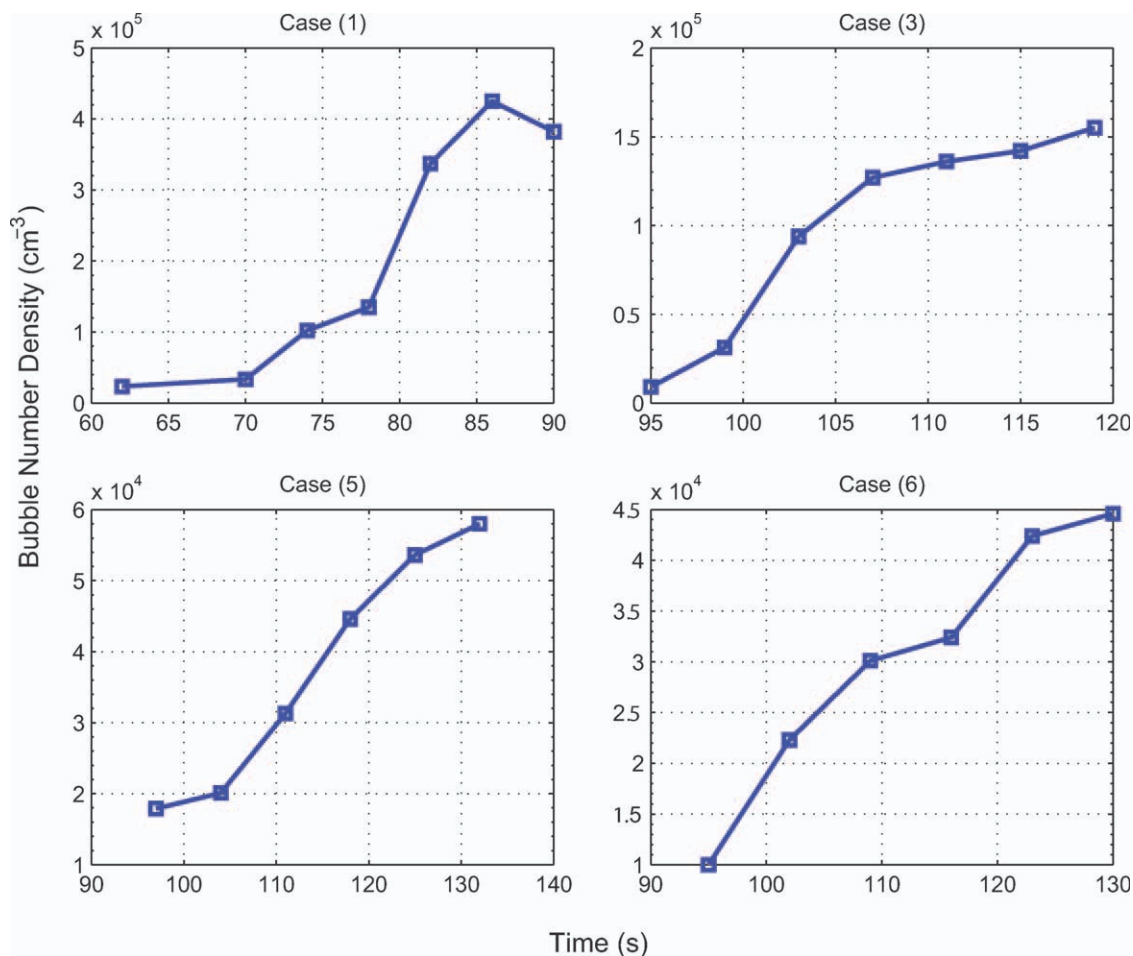 Case (1)
x 10^5
5
4
3
2
1
0
60 65 70 75 80 85 90
Case (3)
x 10^5
2
1 5
1
0 5
0
95 100 105 110 115 120
Bubble Number Density (cm^−3)
Case (5)
x 10^4
6
5
4
3
2
1
90 100 110 120 130 140
Case (6)
x 10^4
4 5
4
3 5
3
2 5
2
1 5
1
90 100 110 120 130
Time (s)